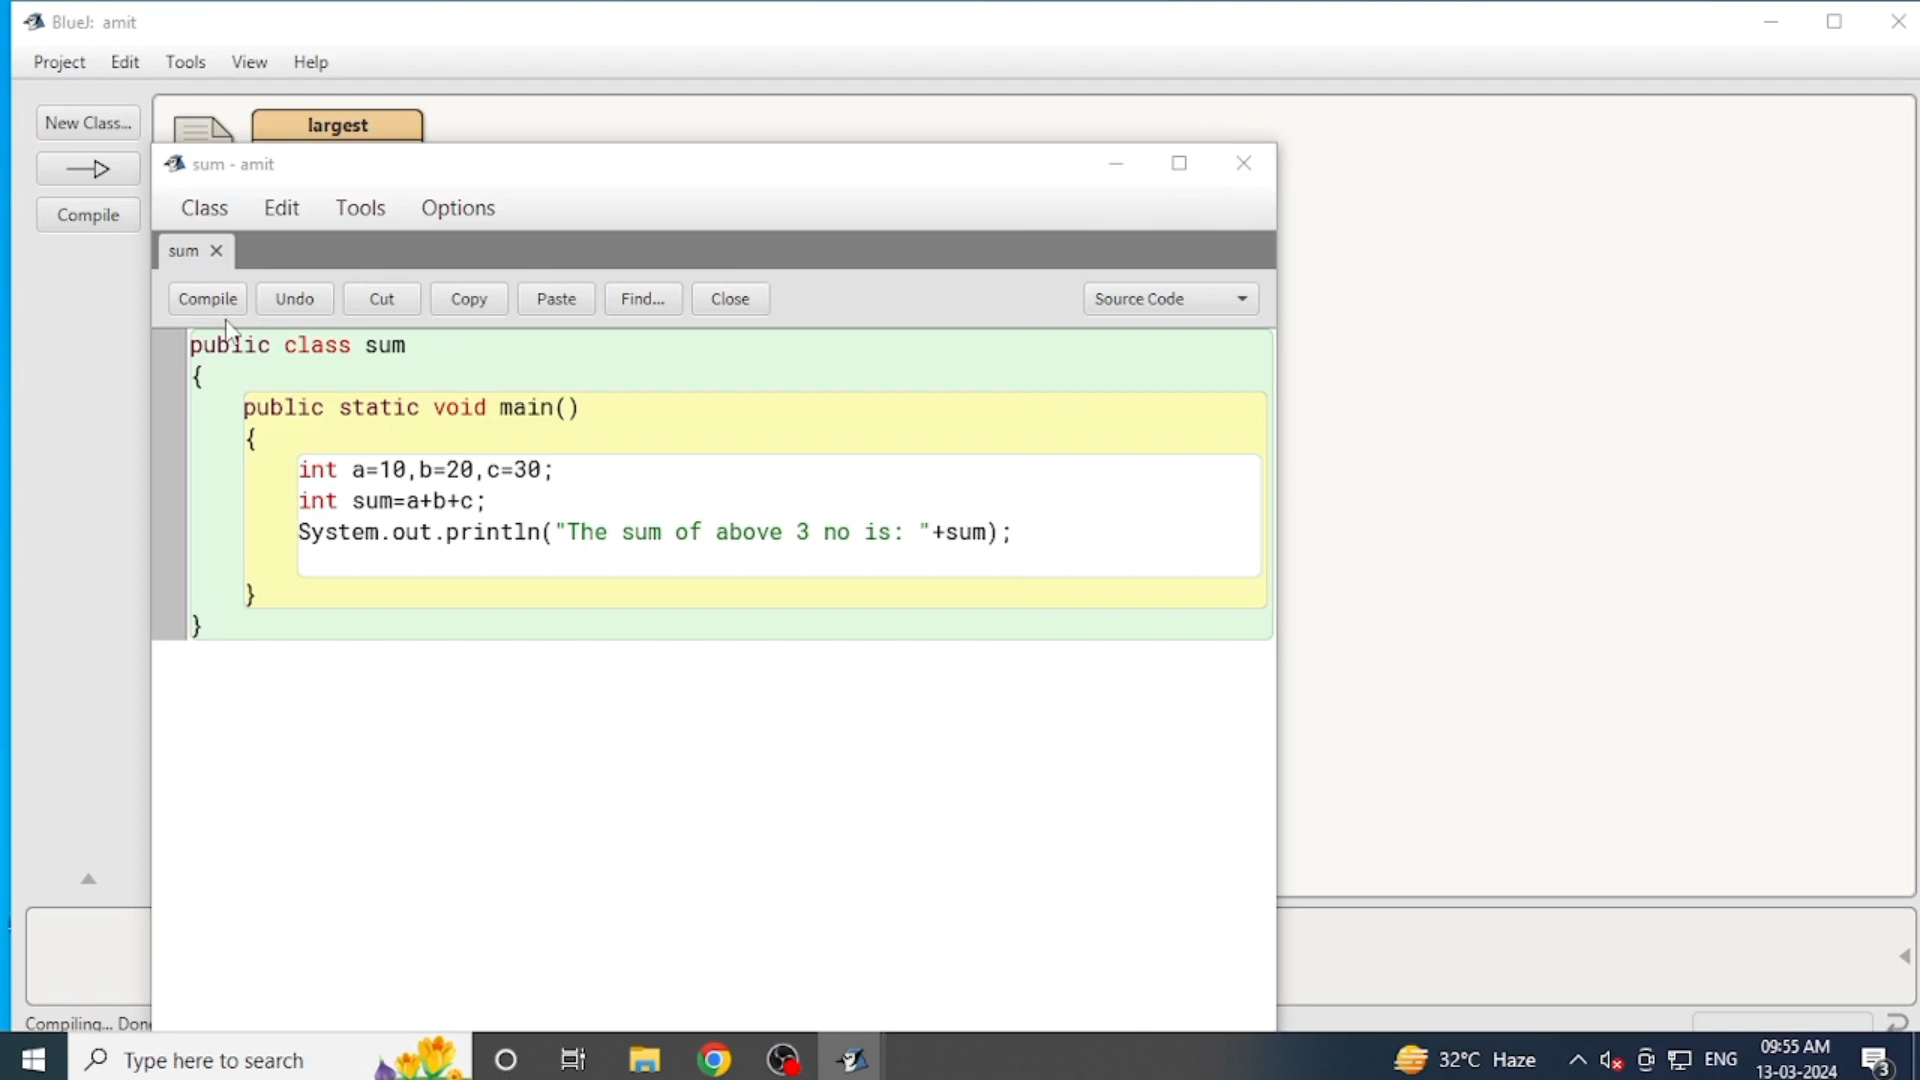 BlueJ: amit
Project Edit Tools View Help
New Class...
largest
sum - amit
Compile
Class Edit Tools Options
sum
Compile Undo Cut Copy Paste Find... Close Source Code
public class sum
{
public static void main()
{
int a=10,b=20,c=30;
int sum=a+b+c;
System.out.println("The sum of above 3 no is: "+sum);
}
}
Compiling... Done
Type here to search
32°C Haze
ENG
09:55 AM
13-03-2024
3